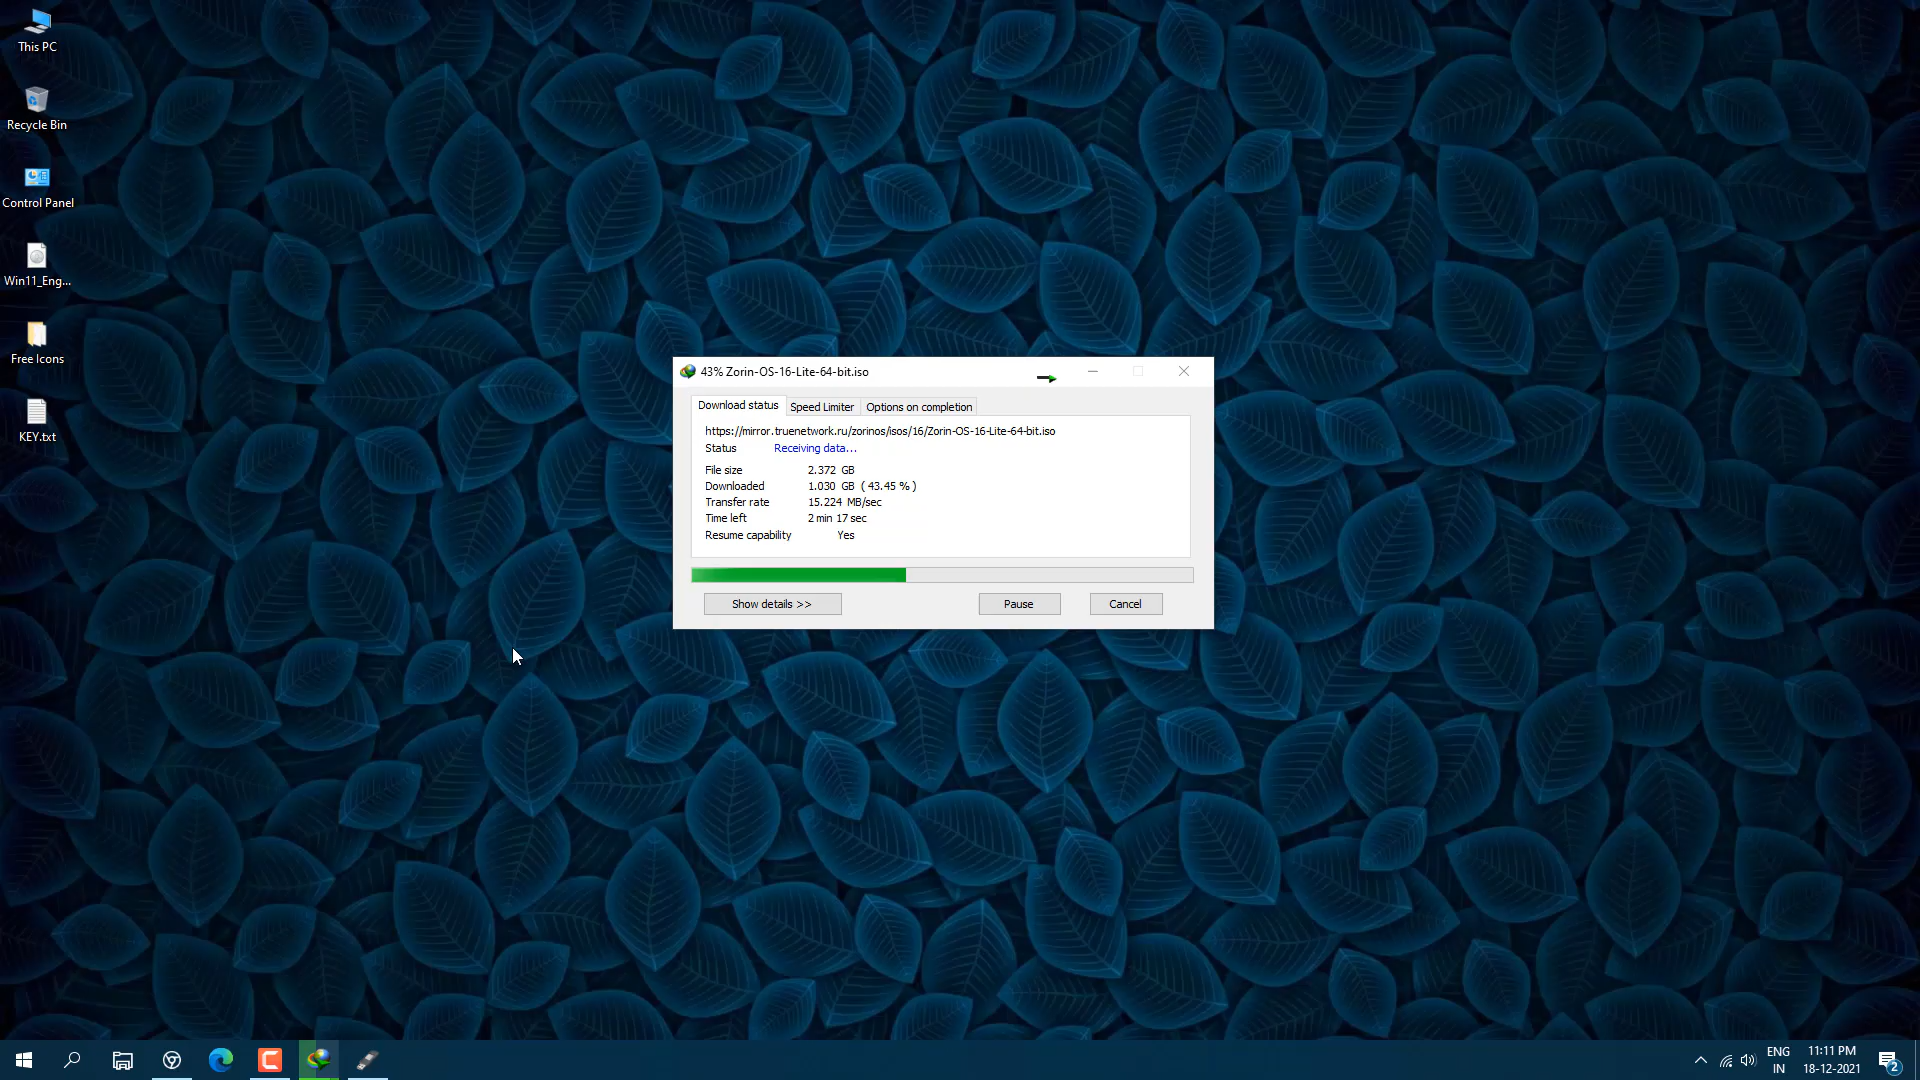 This PC
Recycle Bin
Control Panel
Win11_Eng...
Free Icons
KEY.txt
43% Zorin-OS-16-Lite-64-bit.iso
Download status
Speed Limiter
Options on completion
https://mirror.truenetwork.ru/zorinos/isos/16/Zorin-OS-16-Lite-64-bit.iso
Status Receiving data...
File size 2.372 GB
Downloaded 1.030 GB ( 43.45 % )
Transfer rate 15.224 MB/sec
Time left 2 min 17 sec
Resume capability Yes
Show details >>
Pause
Cancel
ENG
IN
11:11 PM
18-12-2021
2